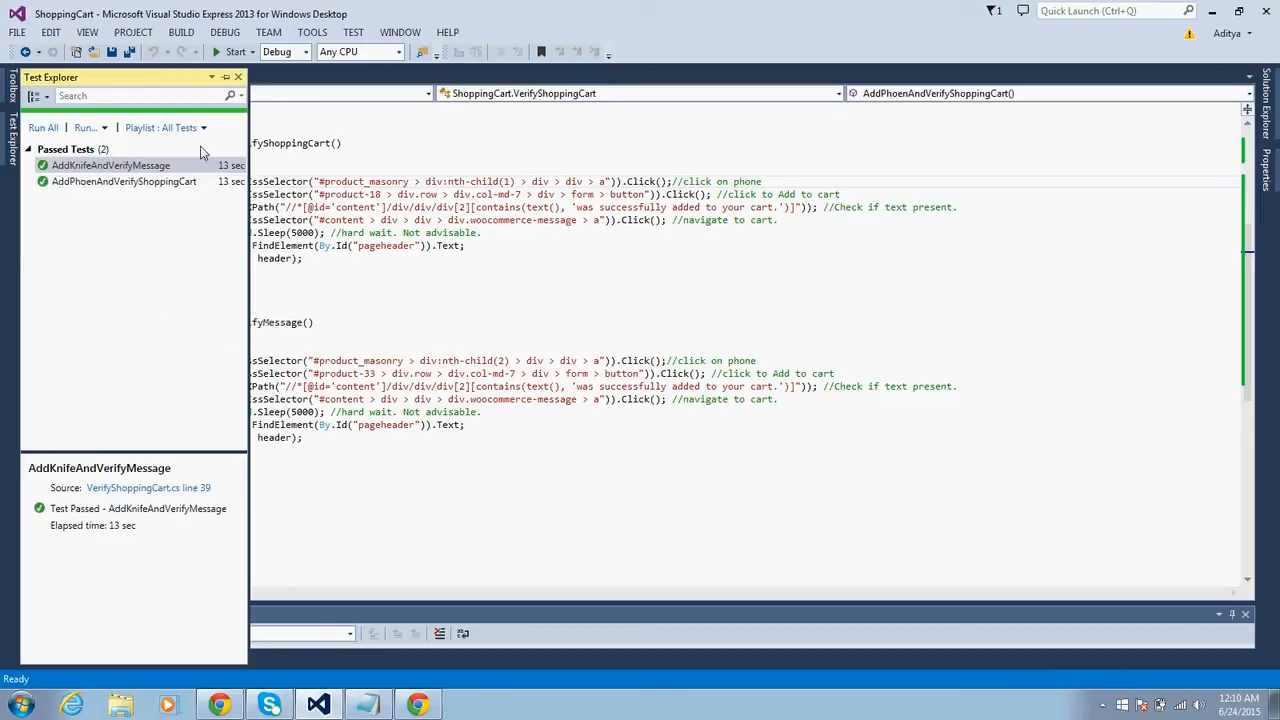 ShoppingCart - Microsoft Visual Studio Express 2013 for Windows Desktop
1
Quick Launch (Ctrl+Q)
FILE EDIT VIEW PROJECT BUILD DEBUG TEAM TOOLS TEST WINDOW HELP
Aditya
Start Debug Any CPU
Toolbox
Test Explorer
Solution Explorer
Properties
Test Explorer
Search
Run All | Run... | Playlist : All Tests
Passed Tests (2)
AddKnifeAndVerifyMessage 13 sec
AddPhoenAndVerifyShoppingCart 13 sec
AddKnifeAndVerifyMessage
Source: VerifyShoppingCart.cs line 39
Test Passed - AddKnifeAndVerifyMessage
Elapsed time: 13 sec
ShoppingCart.VerifyShoppingCart
AddPhoenAndVerifyShoppingCart()
ifyShoppingCart()
ssSelector("#product_masonry > div:nth-child(1) > div > div > a")).Click();//click on phone
ssSelector("#product-18 > div.row > div.col-md-7 > div > form > button")).Click(); //click to Add to cart
Path("//*[@id='content']/div/div/div[2][contains(text(), 'was successfully added to your cart.')]")); //Check if text present.
ssSelector("#content > div > div > div.woocommerce-message > a")).Click(); //navigate to cart.
.Sleep(5000); //hard wait. Not advisable.
FindElement(By.Id("pageheader")).Text;
header);
ifyMessage()
ssSelector("#product_masonry > div:nth-child(2) > div > div > a")).Click();//click on phone
ssSelector("#product-33 > div.row > div.col-md-7 > div > form > button")).Click(); //click to Add to cart
Path("//*[@id='content']/div/div/div[2][contains(text(), 'was successfully added to your cart.')]")); //Check if text present.
ssSelector("#content > div > div > div.woocommerce-message > a")).Click(); //navigate to cart.
.Sleep(5000); //hard wait. Not advisable.
FindElement(By.Id("pageheader")).Text;
header);
Ready
12:10 AM
6/24/2015